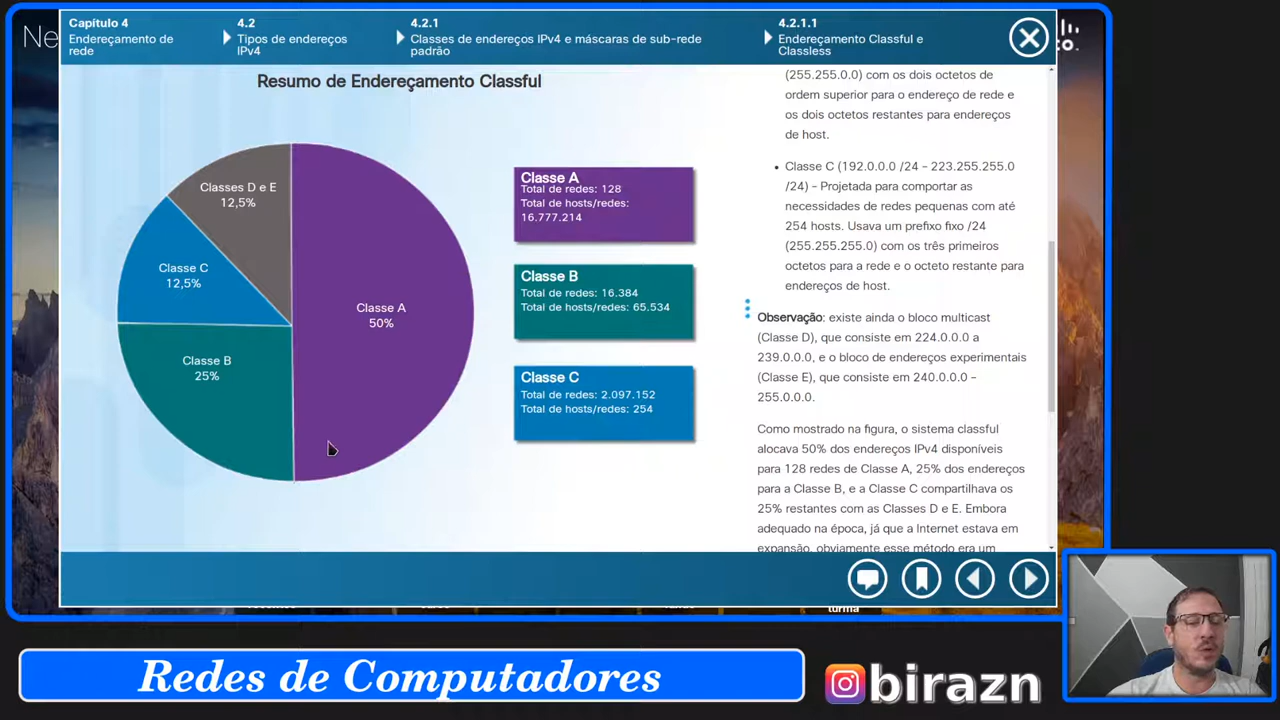 Ne
Capítulo 4
Endereçamento de
rede
4.2
Tipos de endereços
IPv4
4.2.1
Classes de endereços IPv4 e máscaras de sub-rede
padrão
4.2.1.1
Endereçamento Classful e
Classless
co.
Resumo de Endereçamento Classful
Classes D e E
12,5%
Classe C
12,5%
Classe A
50%
Classe B
25%
Classe A
Total de redes: 128
Total de hosts/redes:
16.777.214
Classe B
Total de redes: 16.384
Total de hosts/redes: 65.534
Classe C
Total de redes: 2.097.152
Total de hosts/redes: 254
(255.255.0.0) com os dois octetos de
ordem superior para o endereço de rede e
os dois octetos restantes para endereços
de host.
• Classe C (192.0.0.0 /24 – 223.255.255.0
/24) - Projetada para comportar as
necessidades de redes pequenas com até
254 hosts. Usava um prefixo fixo /24
(255.255.255.0) com os três primeiros
octetos para a rede e o octeto restante para
endereços de host.
Observação: existe ainda o bloco multicast
(Classe D), que consiste em 224.0.0.0 a
239.0.0.0, e o bloco de endereços experimentais
(Classe E), que consiste em 240.0.0.0 –
255.0.0.0.
Como mostrado na figura, o sistema classful
alocava 50% dos endereços IPv4 disponíveis
para 128 redes de Classe A, 25% dos endereços
para a Classe B, e a Classe C compartilhava os
25% restantes com as Classes D e E. Embora
adequado na época, já que a Internet estava em
expansão, obviamente esse método era um
turma
Redes de Computadores
birazn